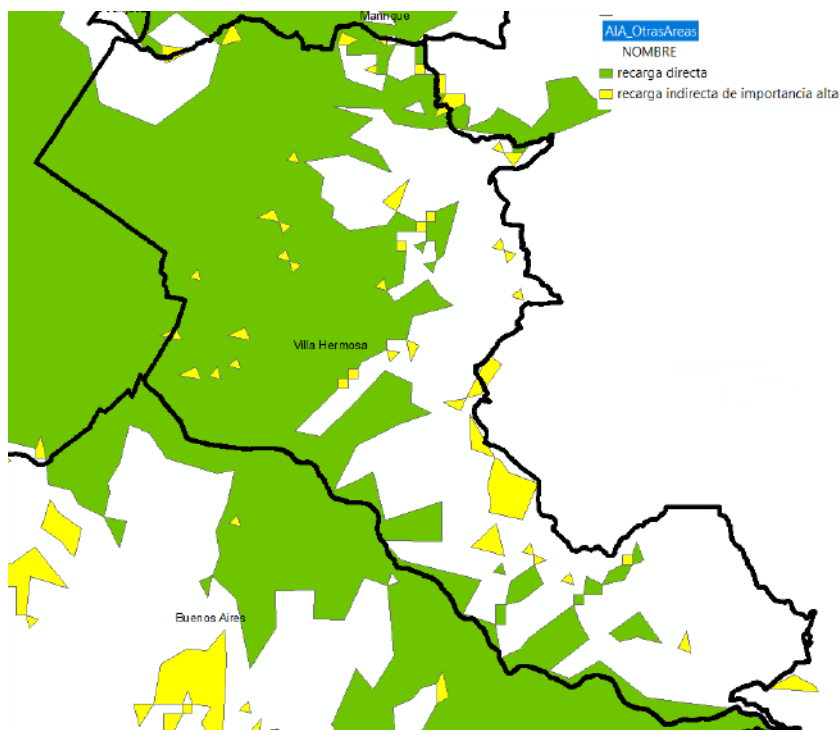 Manrique
AIA_OtrasAreas
NOMBRE
recarga directa
recarga indirecta de importancia alta
Villa Hermosa
Buenos Aires